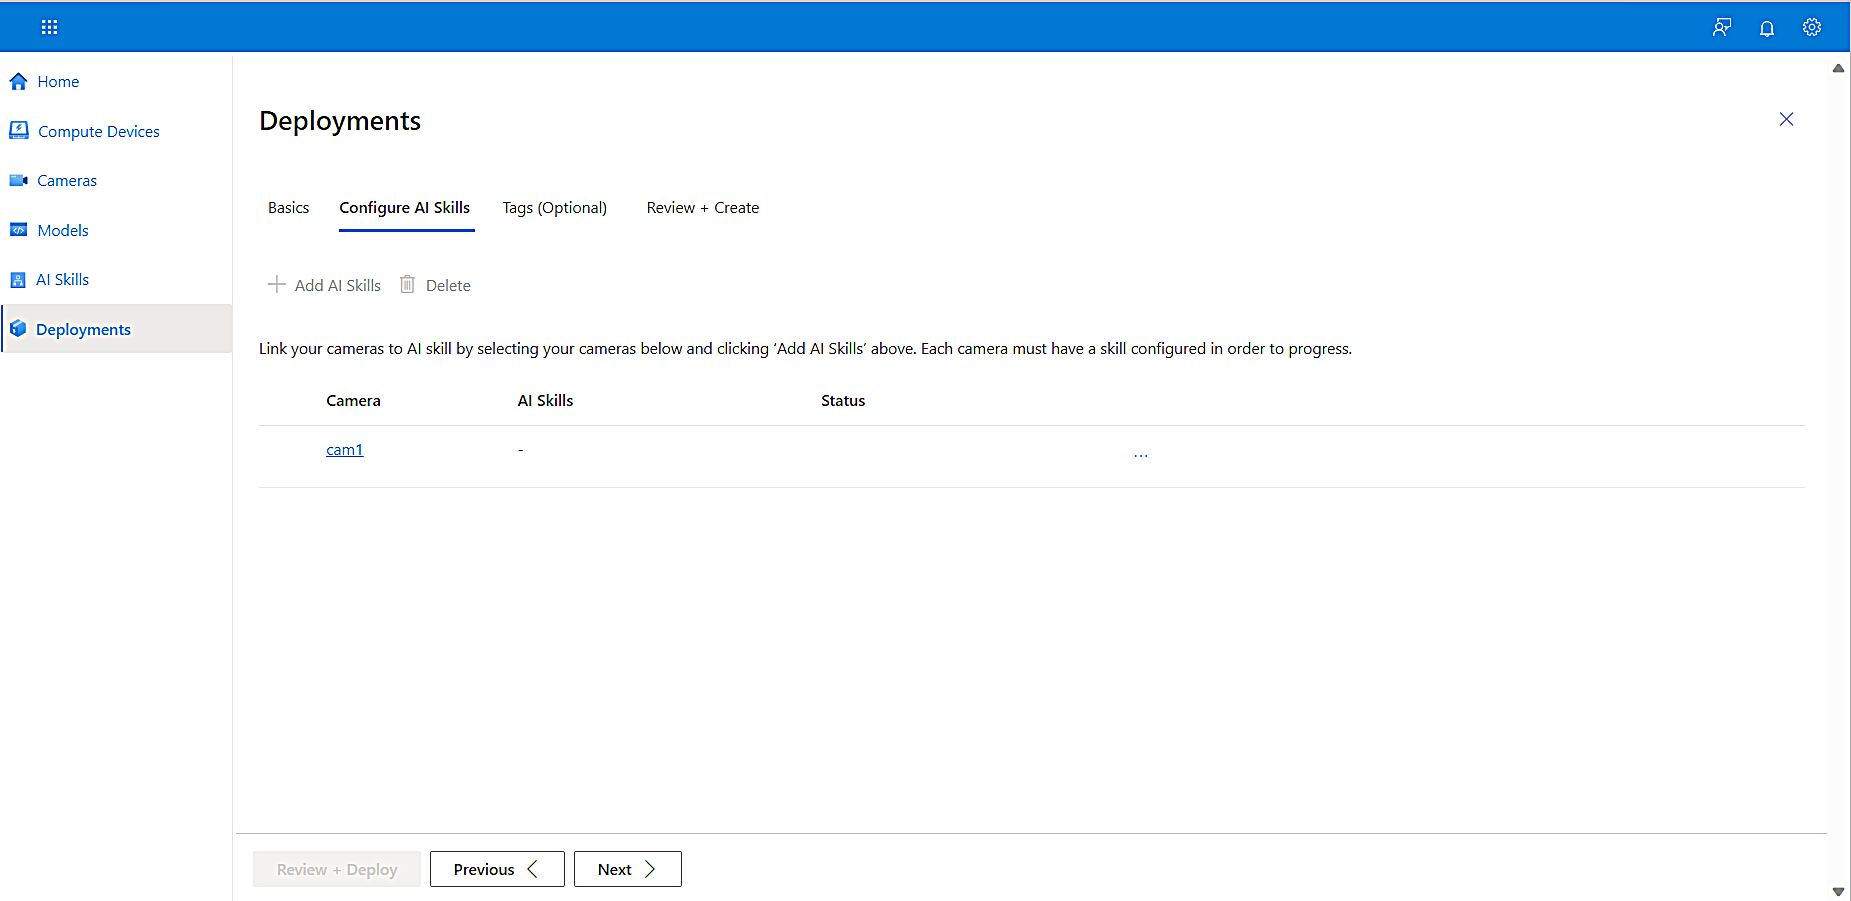 Home
Compute Devices
Cameras
Models
AI Skills
Deployments
Deployments
Basics
Configure AI Skills
Tags (Optional)
Review + Create
Add AI Skills
Delete
Link your cameras to AI skill by selecting your cameras below and clicking ‘Add AI Skills’ above. Each camera must have a skill configured in order to progress.
Camera AI Skills Status
cam1 - ...
Review + Deploy
Previous
Next